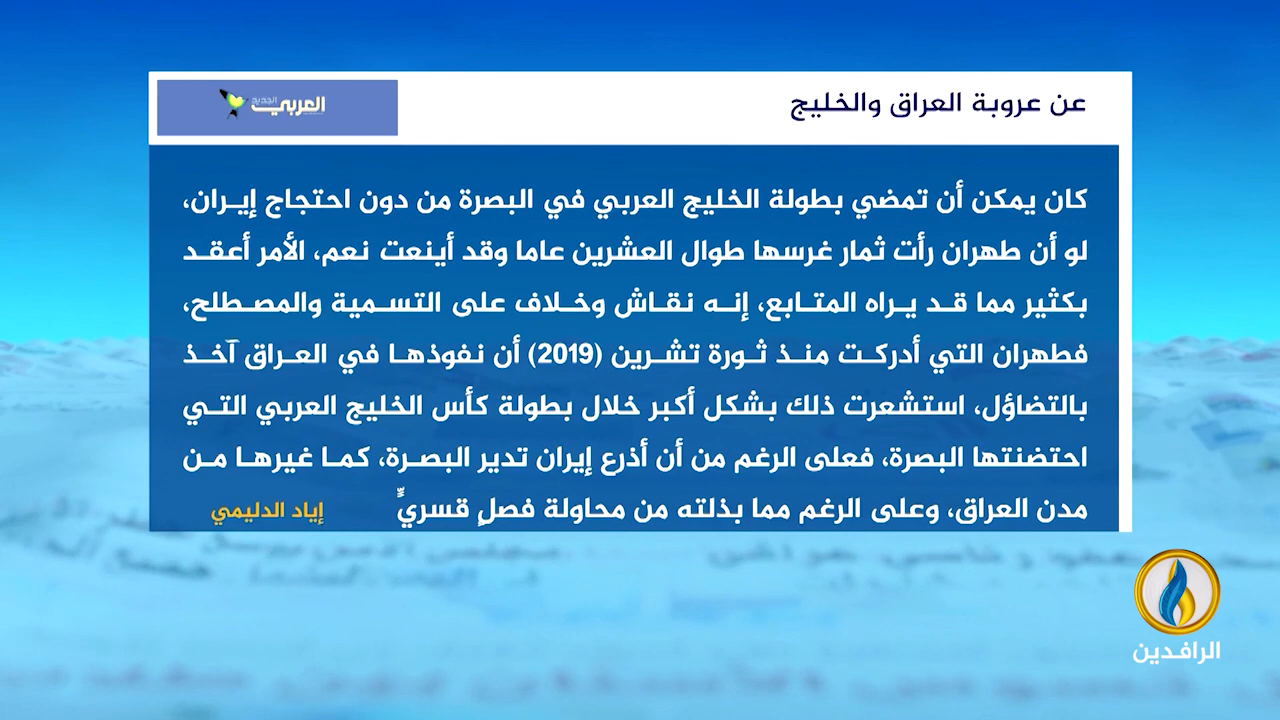 عن عروبة العراق والخليج
العربي الجديد
كان يمكن أن تمضي بطولة الخليج العربي في البصرة من دون احتجاج إيران،
لو أن طهران رأت ثمار غرسها طوال العشرين عاما وقد أينعت نعم، الأمر أعقد
بكثير مما قد يراه المتابع، إنه نقاش وخلاف على التسمية والمصطلح،
فطهران التي أدركت منذ ثورة تشرين (2019) أن نفوذها في العراق آخذ
بالتضاؤل، استشعرت ذلك بشكل أكبر خلال بطولة كأس الخليج العربي التي
احتضنتها البصرة، فعلى الرغم من أن أذرع إيران تدير البصرة، كما غيرها من
مدن العراق، وعلى الرغم مما بذلته من محاولة فصلٍ قسريٍّ
إياد الدليمي
الرافدين